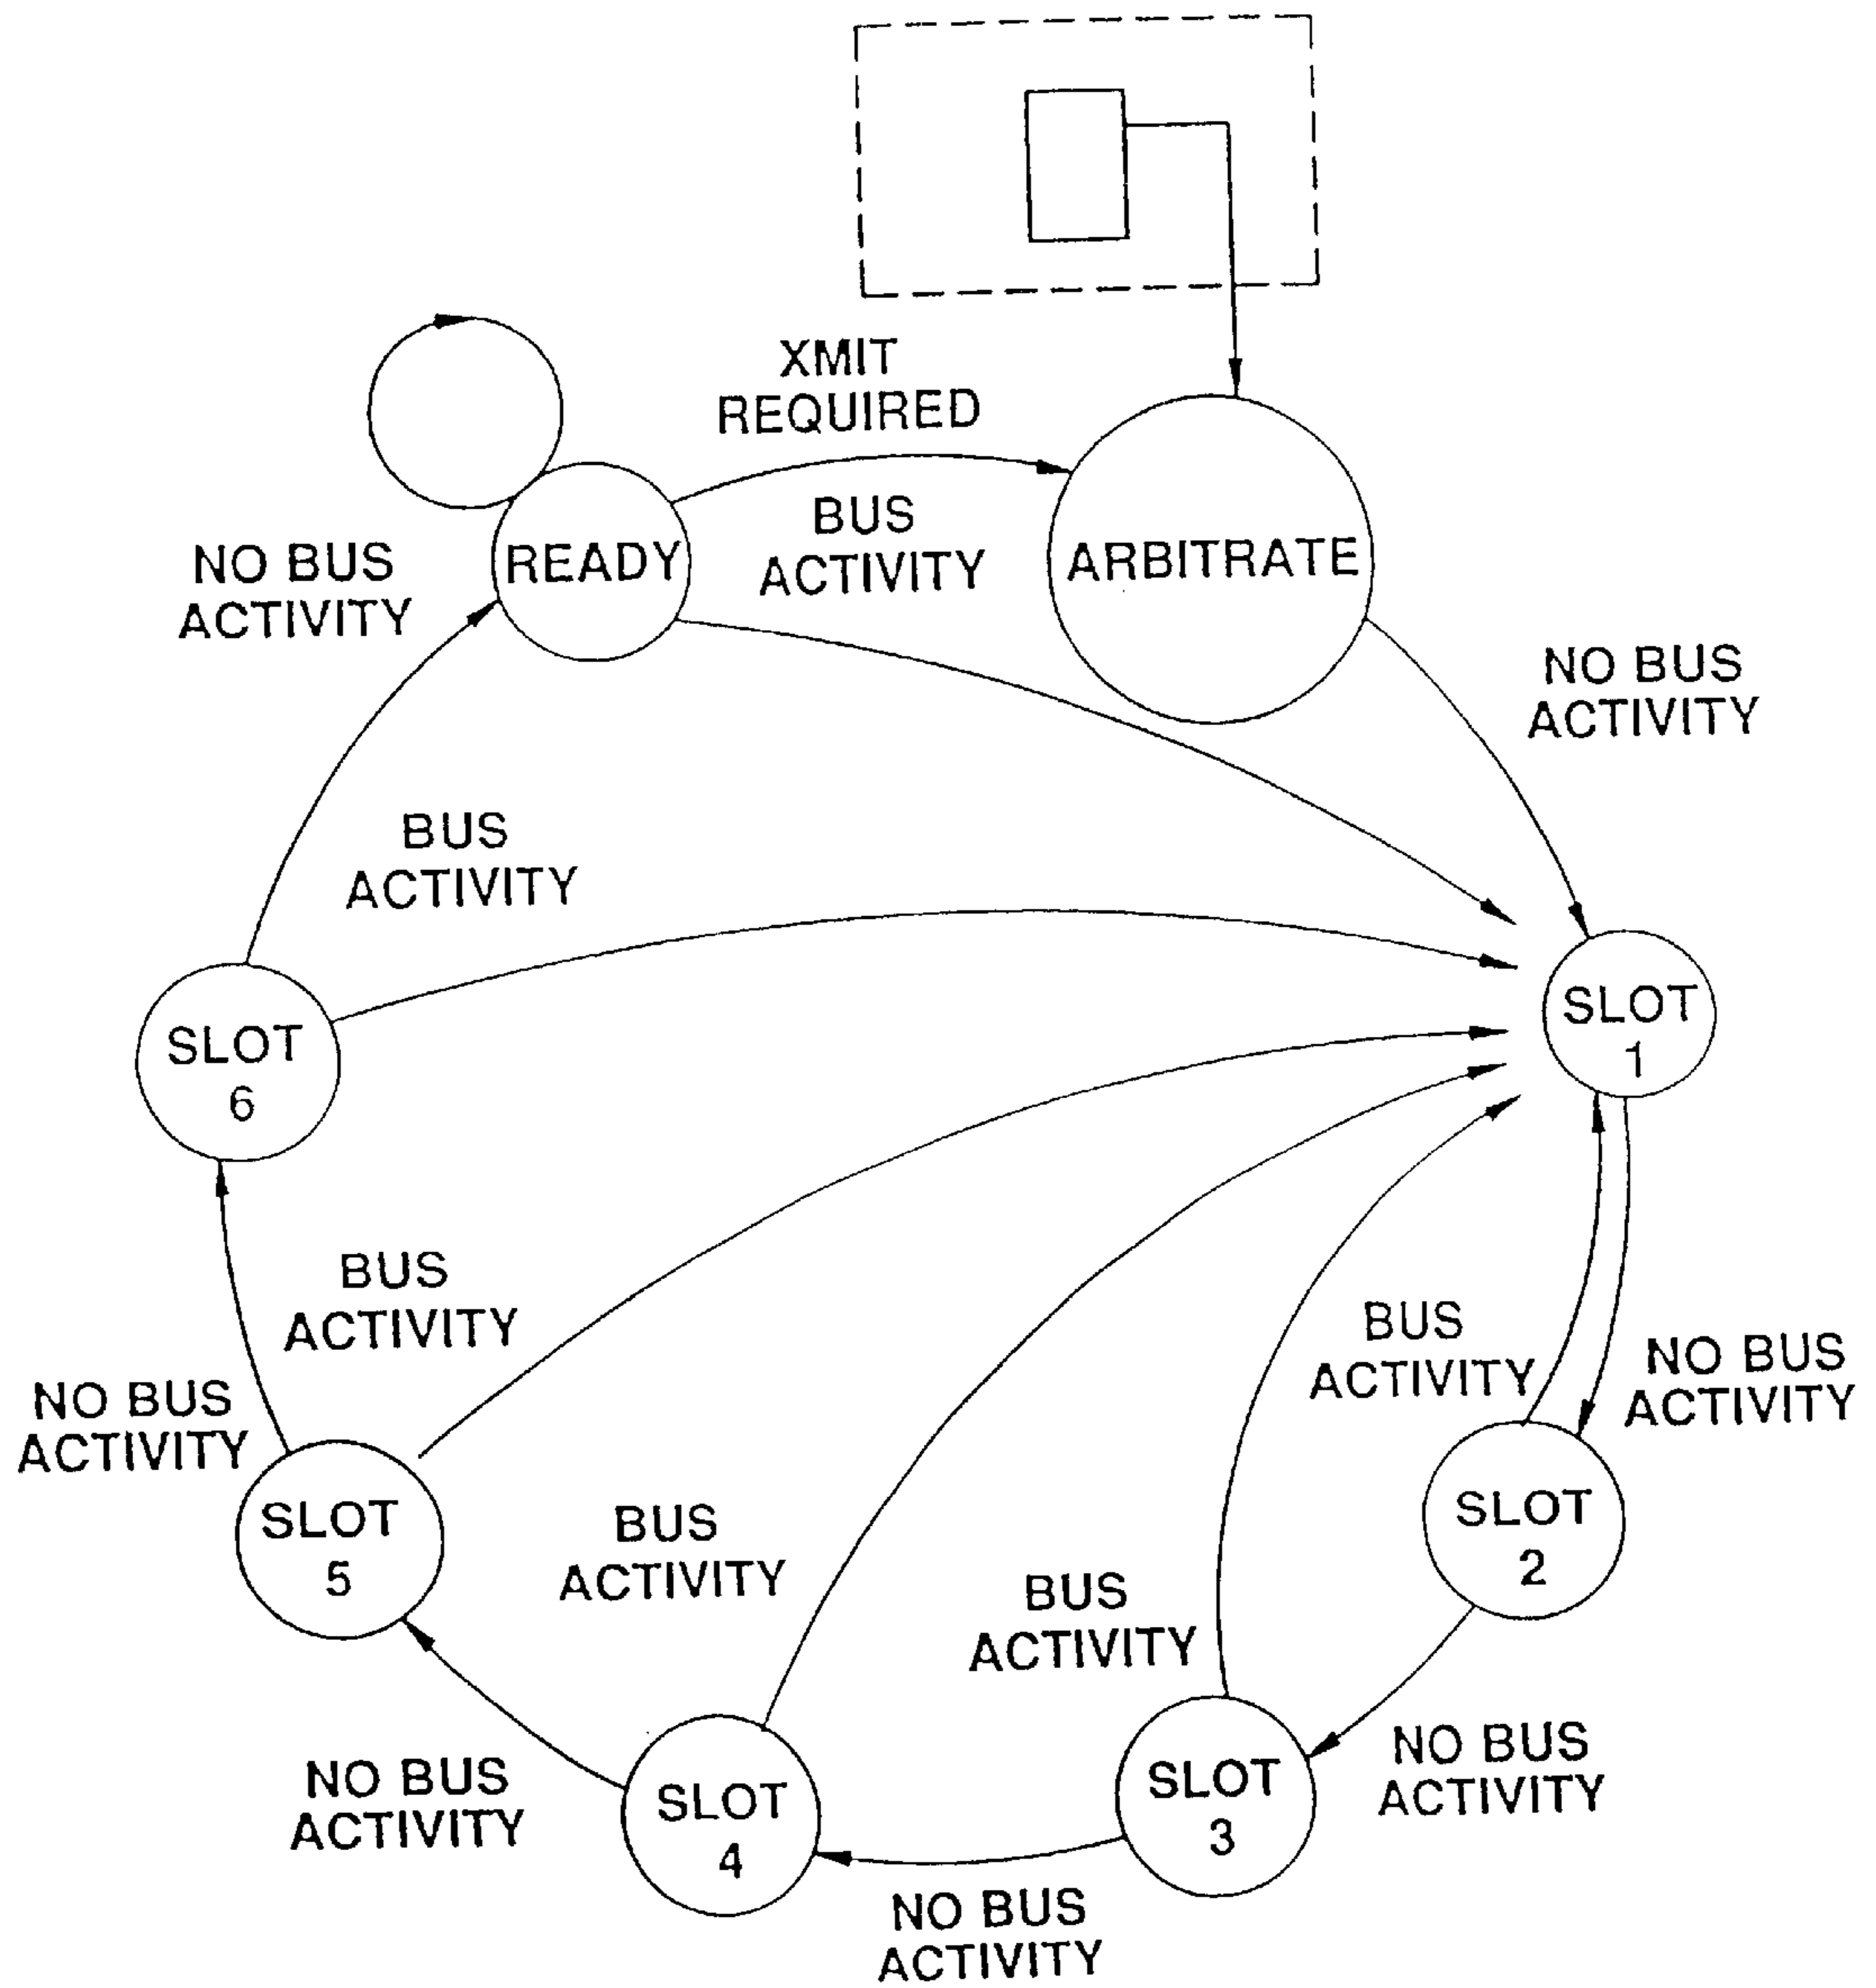 XMIT
REQUIRED
BUS
ACTIVITY
NO BUS
ACTIVITY
READY
ARBITRATE
NO BUS
ACTIVITY
BUS
ACTIVITY
SLOT
1
SLOT
6
BUS
ACTIVITY
BUS
ACTIVITY
NO BUS
ACTIVITY
NO BUS
ACTIVITY
SLOT
2
SLOT
5
BUS
ACTIVITY
BUS
ACTIVITY
NO BUS
ACTIVITY
NO BUS
ACTIVITY
SLOT
3
SLOT
4
NO BUS
ACTIVITY